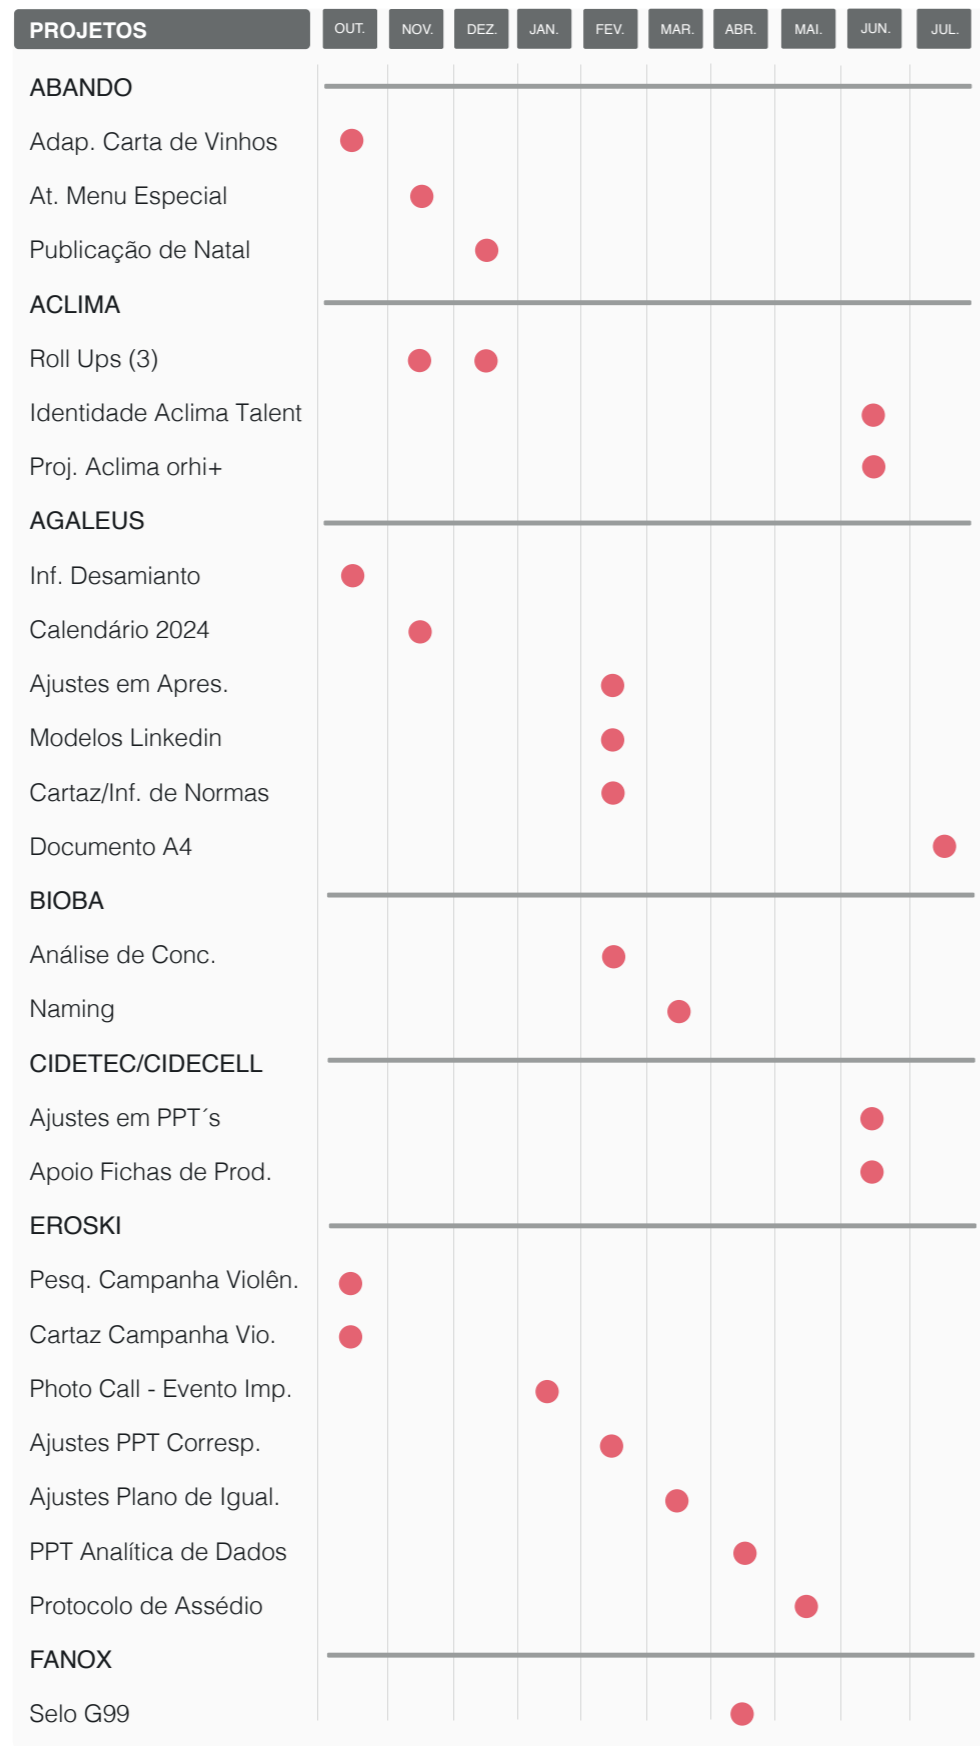 PROJETOS OUT. NOV. DEZ. JAN. FEV. MAR. ABR. MAI. JUN. JUL.
ABANDO
Adap. Carta de Vinhos
At. Menu Especial
Publicação de Natal
ACLIMA
Roll Ups (3)
Identidade Aclima Talent
Proj. Aclima orhi+
AGALEUS
Inf. Desamianto
Calendário 2024
Ajustes em Apres.
Modelos Linkedin
Cartaz/Inf. de Normas
Documento A4
BIOBA
Análise de Conc.
Naming
CIDETEC/CIDECELL
Ajustes em PPT´s
Apoio Fichas de Prod.
EROSKI
Pesq. Campanha Violên.
Cartaz Campanha Vio.
Photo Call - Evento Imp.
Ajustes PPT Corresp.
Ajustes Plano de Igual.
PPT Analítica de Dados
Protocolo de Assédio
FANOX
Selo G99